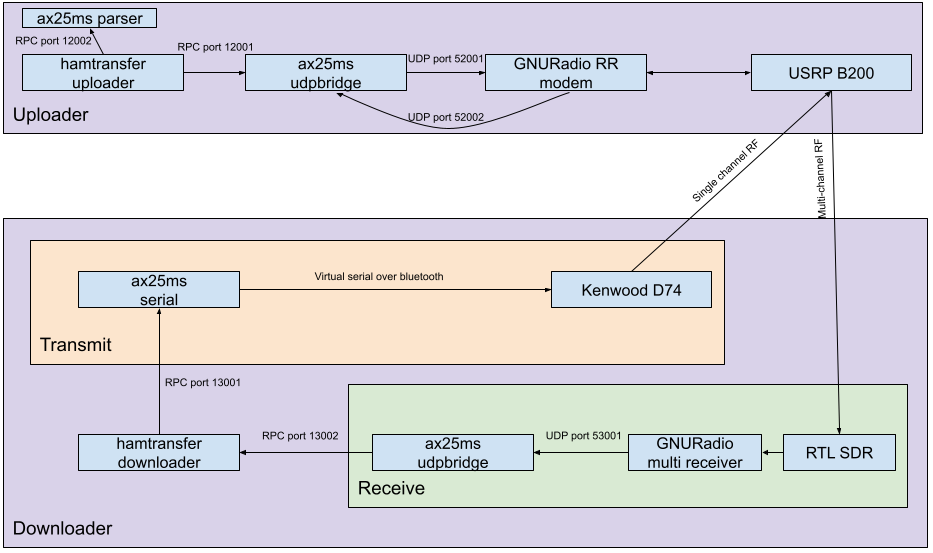 ax25ms parser
RPC port 12002
RPC port 12001
hamtransfer
uploader
ax25ms
udpbridge
UDP port 52001
GNURadio RR
modem
USRP B200
Uploader
UDP port 52002
Single channel RF
Multi-channel RF
ax25ms
serial
Virtual serial over bluetooth
Kenwood D74
Transmit
RPC port 13001
hamtransfer
downloader
RPC port 13002
ax25ms
udpbridge
UDP port 53001
GNURadio
multi receiver
RTL SDR
Receive
Downloader